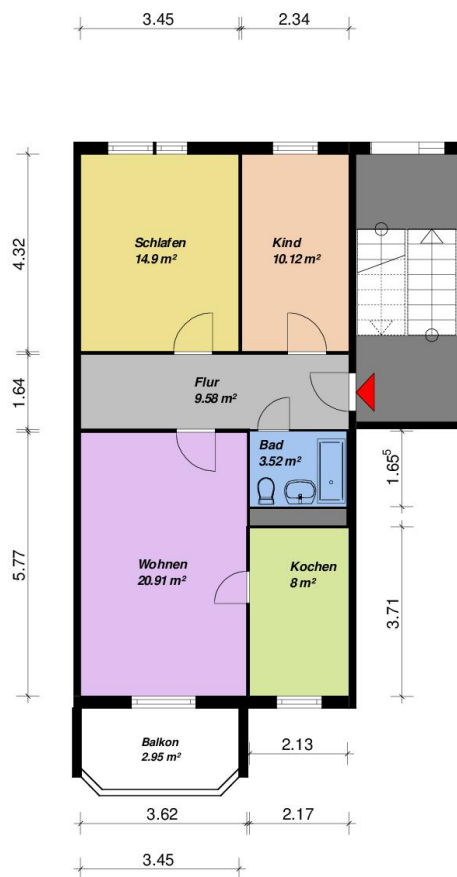 3.45
2.34
4.32
Schlafen
14.9 m²
Kind
10.12 m²
1.64
Flur
9.58 m²
Bad
3.52 m²
1.65⁵
5.77
Wohnen
20.91 m²
Kochen
8 m²
3.71
Balkon
2.95 m²
2.13
3.62
2.17
3.45